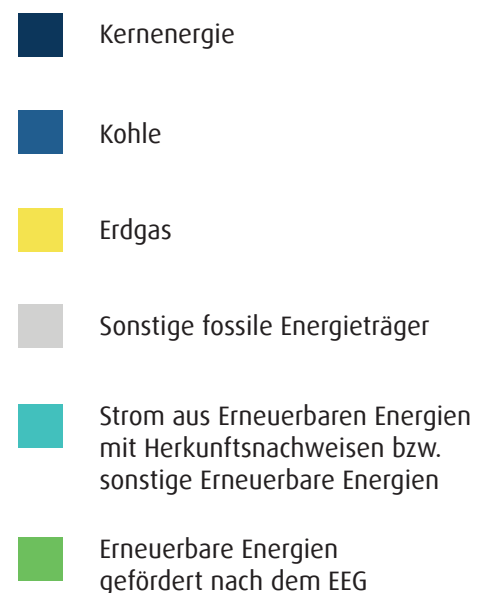 Kernenergie
Kohle
Erdgas
Sonstige fossile Energieträger
Strom aus Erneuerbaren Energien
mit Herkunftsnachweisen bzw.
sonstige Erneuerbare Energien
Erneuerbare Energien
gefördert nach dem EEG